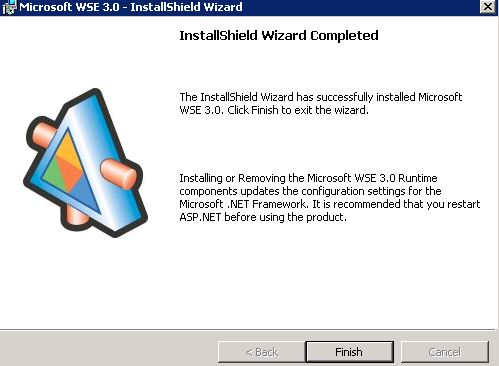 Microsoft WSE 3.0 - InstallShield Wizard
InstallShield Wizard Completed
The InstallShield Wizard has successfully installed Microsoft
WSE 3.0. Click Finish to exit the wizard.
Installing or Removing the Microsoft WSE 3.0 Runtime
components updates the configuration settings for the
Microsoft .NET Framework. It is recommended that you restart
ASP.NET before using the product.
< Back
Finish
Cancel